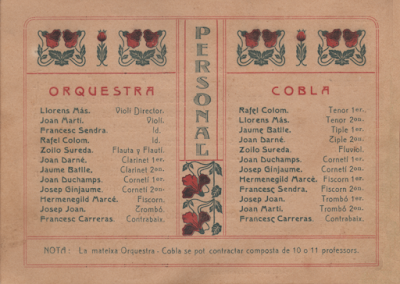 PERSONAL
ORQUESTRA
Llorens Màs. Violí Director.
Joan Martí. Violí.
Francesc Sendra. Id.
Rafel Colom. Id.
Zoilo Sureda. Flauta y Flautí.
Joan Darné. Clarinet 1er.
Jaume Batlle. Clarinet 2on.
Joan Duchamps. Cornetí 1er.
Josep Ginjaume. Cornetí 2on.
Hermenegild Marcé. Fiscorn.
Josep Joan. Trombó.
Francesc Carreras. Contrabaix.
COBLA
Rafel Colom. Tenor 1er.
Llorens Màs. Tenor 2on.
Jaume Batlle. Tiple 1er.
Joan Darné. Tiple 2on.
Zoilo Sureda. Fluviol.
Joan Duchamps. Cornetí 1er.
Josep Ginjaume. Cornetí 2on.
Hermenegild Marcé. Fiscorn 1er.
Francesc Sendra. Fiscorn 2on.
Josep Joan. Trombó 1er.
Joan Martí. Trombó 2on.
Francesc Carreras. Contrabaix.
NOTA: La mateixa Orquestra - Cobla se pot contractar composta de 10 o 11 professors.